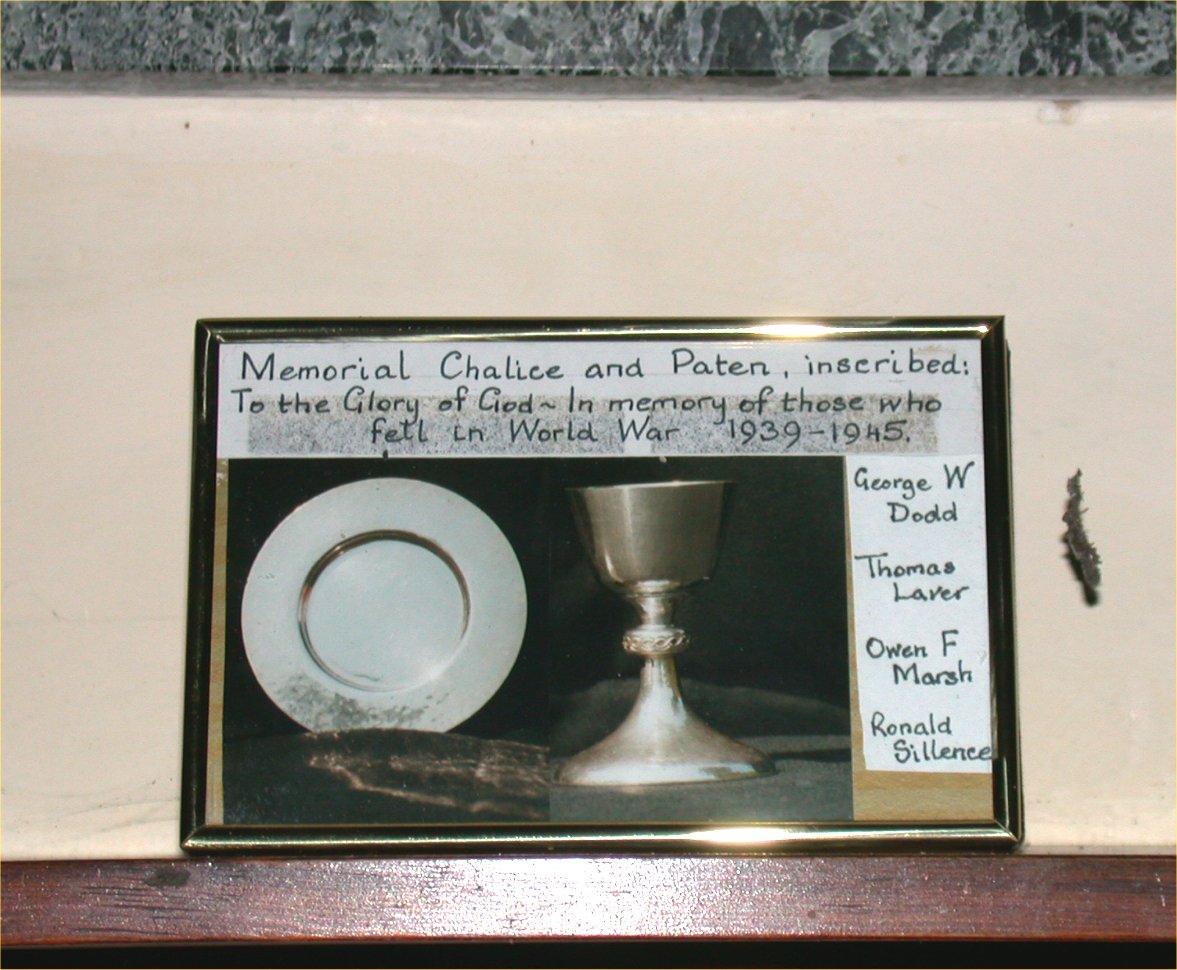 Memorial Chalice and Paten, inscribed:
To the Glory of God ~ In memory of those who
fell in World War 1939-1945.
George W
Dodd
Thomas
Laver
Owen F
Marsh
Ronald
Sillence